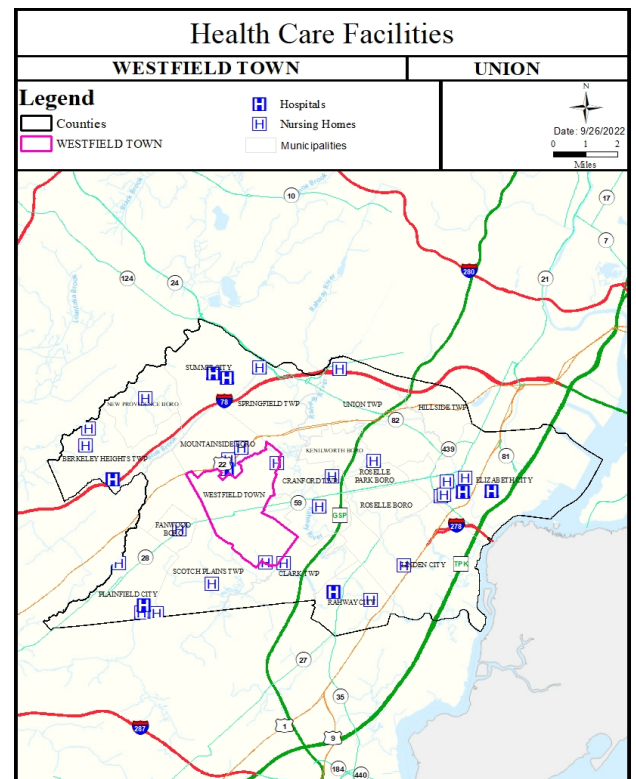 Health Care Facilities
WESTFIELD TOWN
UNION
Legend
Counties
WESTFIELD TOWN
H Hospitals
H Nursing Homes
Municipalities
N
Date: 9/26/2022
0 1 2
Miles
10
17
7
280
124
24
21
SUMMIT CITY
78
SPRINGFIELD TWP
NEW PROVIDENCE BORO
UNION TWP
HILLSIDE TWP
82
BERKELEY HEIGHTS TWP
MOUNTAINSIDE BORO
22
KENILWORTH BORO
439
81
WESTFIELD TOWN
CRANFORD TWP
ROSELLE
PARK BORO
ELIZABETH CITY
59
ROSELLE BORO
GSP
278
FANWOOD
BORO
28
SCOTCH PLAINS TWP
CLARK TWP
LINDEN CITY
TPK
PLAINFIELD CITY
RAHWAY CITY
27
35
287
1
9
184
440